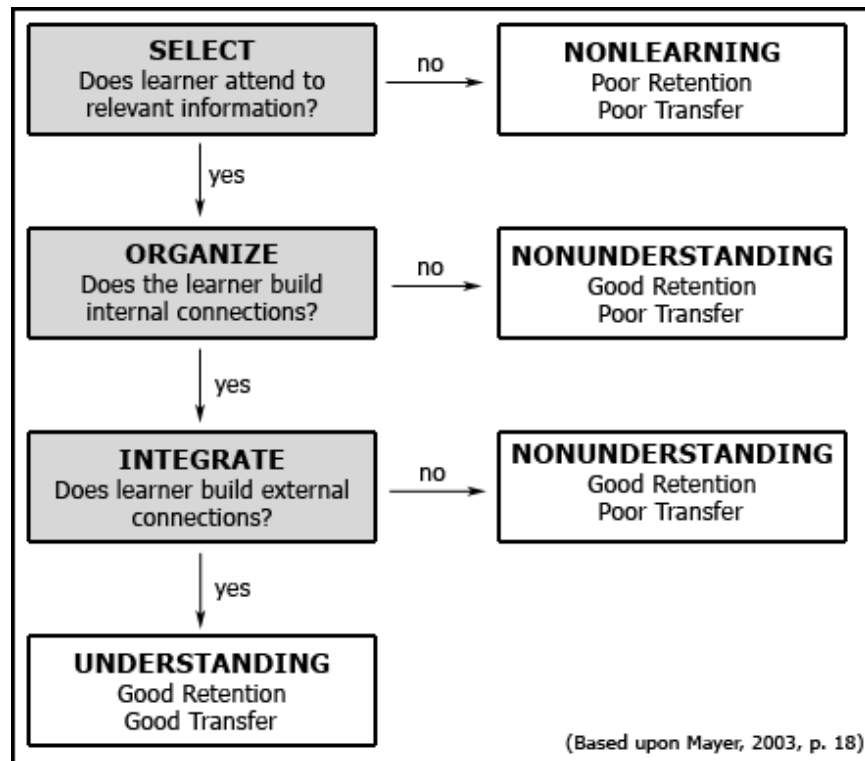 SELECT
Does learner attend to
relevant information?
no
NONLEARNING
Poor Retention
Poor Transfer
yes
ORGANIZE
Does the learner build
internal connections?
no
NONUNDERSTANDING
Good Retention
Poor Transfer
yes
INTEGRATE
Does learner build external
connections?
no
NONUNDERSTANDING
Good Retention
Poor Transfer
yes
UNDERSTANDING
Good Retention
Good Transfer
(Based upon Mayer, 2003, p. 18)